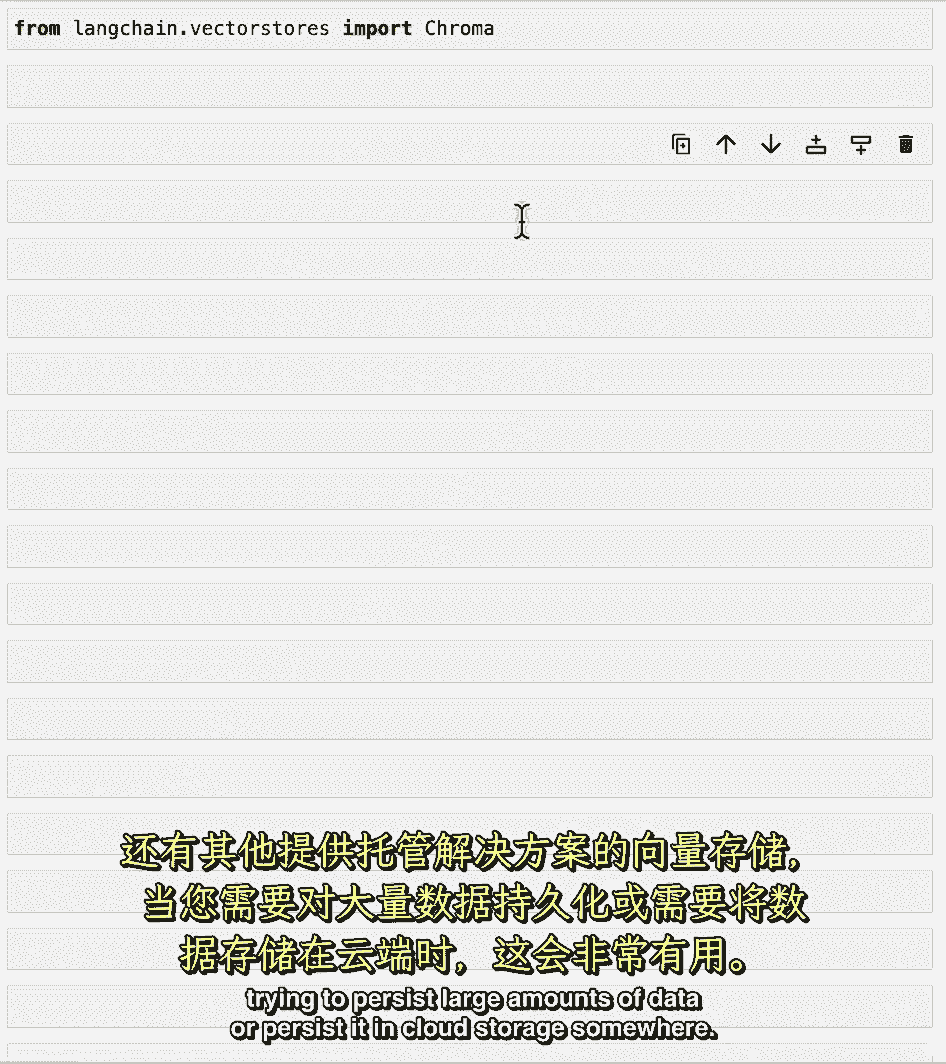 from langchain.vectorstores import Chroma
还有其他提供托管解决方案的向量存储,
当您需要对大量数据持久化或需要将数
据存储在云端时,这会非常有用。
trying to persist large amounts of data
or persist it in cloud storage somewhere.